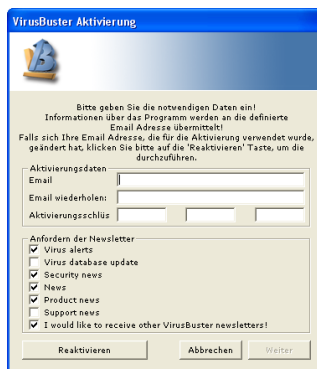 VirusBuster Aktivierung
Bitte geben Sie die notwendigen Daten ein!
Informationen über das Programm werden an die definierte
Email Adresse übermittelt!
Falls sich Ihre Email Adresse, die für die Aktivierung verwendet wurde,
geändert hat, klicken Sie bitte auf die 'Reaktivieren' Taste, um die
durchzuführen.
Aktivierungsdaten
Email
Email wiederholen:
Aktivierungsschlüs
Anfordern der Newsletter
Virus alerts
Virus database update
Security news
News
Product news
Support news
I would like to receive other VirusBuster newsletters!
Reaktivieren Abbrechen Weiter